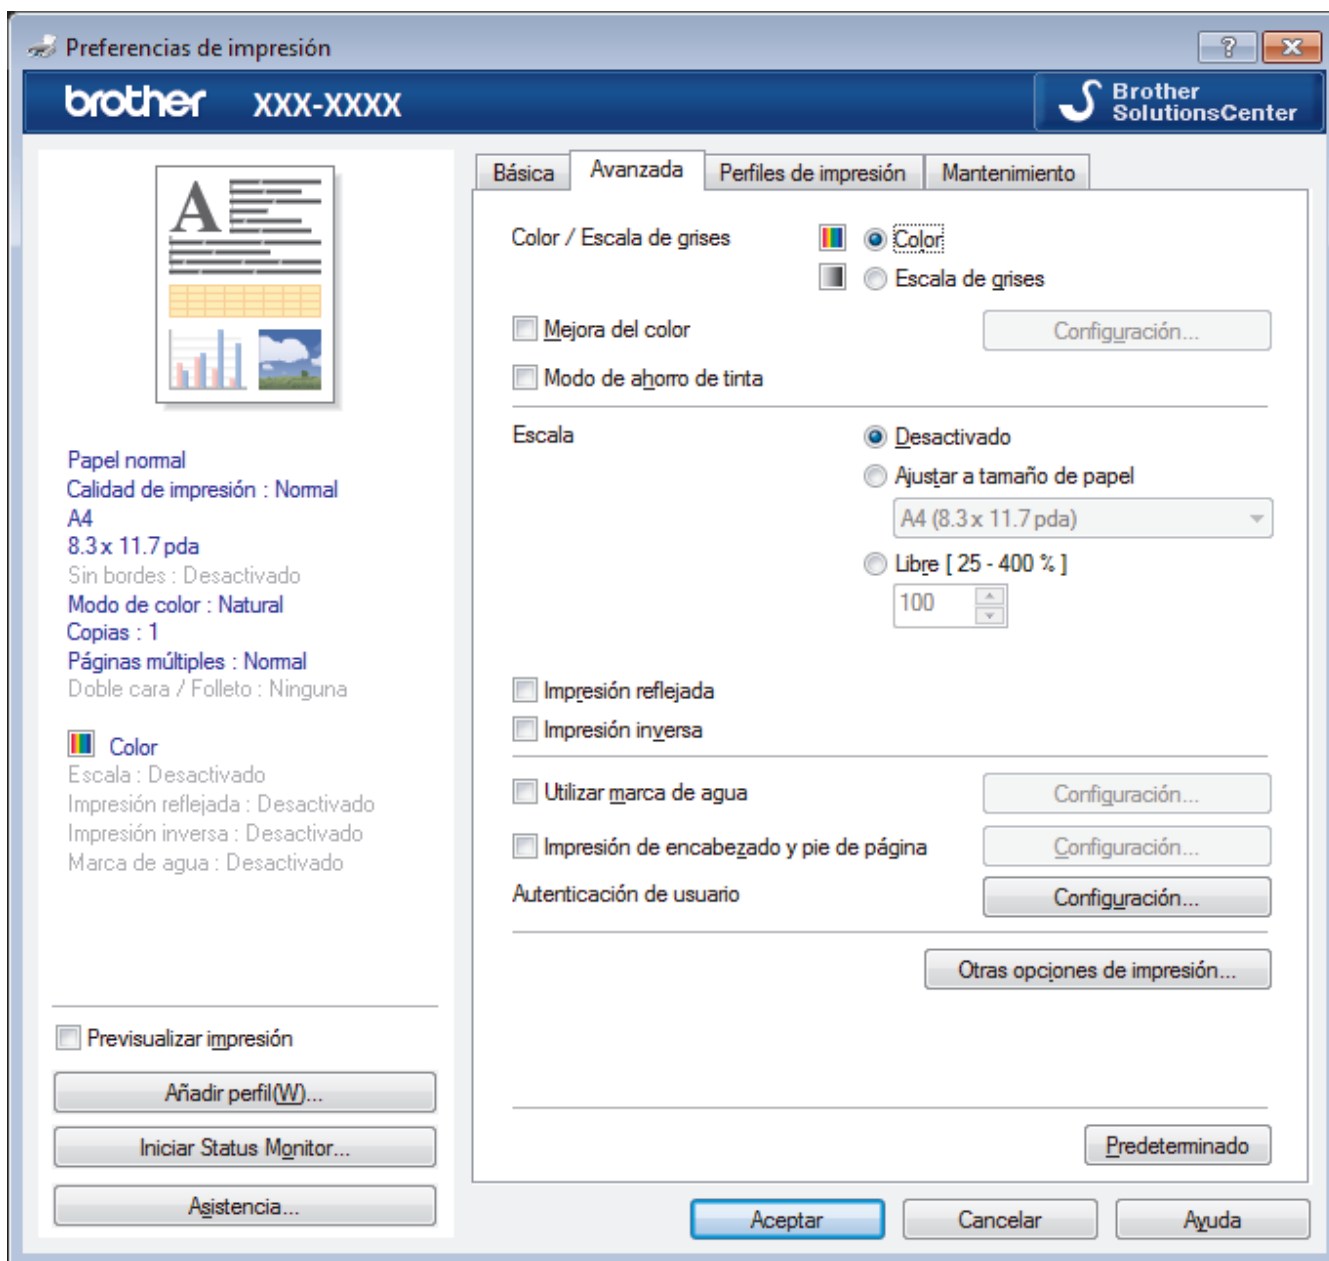 Preferencias de impresión
brother XXX-XXXX
Brother
SolutionsCenter
A
Papel normal
Calidad de impresión : Normal
A4
8.3 x 11.7 pda
Sin bordes : Desactivado
Modo de color : Natural
Copias : 1
Páginas múltiples : Normal
Doble cara / Folleto : Ninguna
Color
Escala : Desactivado
Impresión reflejada : Desactivado
Impresión inversa : Desactivado
Marca de agua : Desactivado
Previsualizar impresión
Añadir perfil(W)...
Iniciar Status Monitor...
Asistencia...
Básica Avanzada Perfiles de impresión Mantenimiento
Color / Escala de grises Color
Escala de grises
Mejora del color Configuración...
Modo de ahorro de tinta
Escala Desactivado
Ajustar a tamaño de papel
A4 (8.3 x 11.7 pda)
Libre [ 25 - 400 % ]
100
Impresión reflejada
Impresión inversa
Utilizar marca de agua Configuración...
Impresión de encabezado y pie de página Configuración...
Autenticación de usuario Configuración...
Otras opciones de impresión...
Predeterminado
Aceptar Cancelar Ayuda